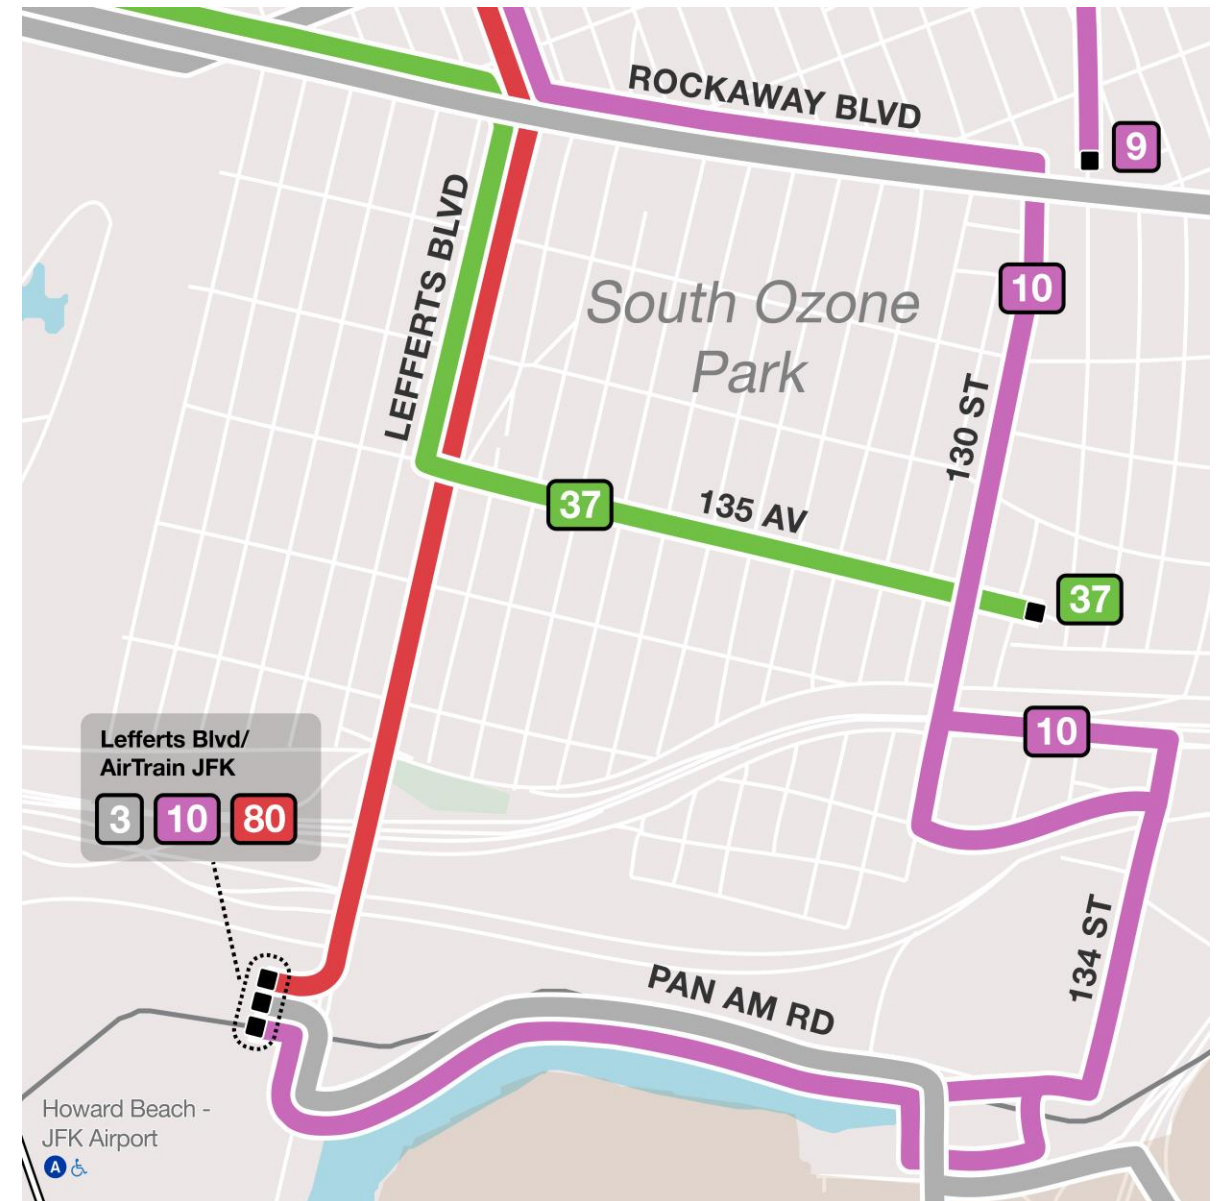 ROCKAWAY BLVD
9
LEFFERTS BLVD
South Ozone
Park
10
130 ST
37
135 AV
37
10
Lefferts Blvd/
AirTrain JFK
3 10 80
134 ST
PAN AM RD
Howard Beach -
JFK Airport
A